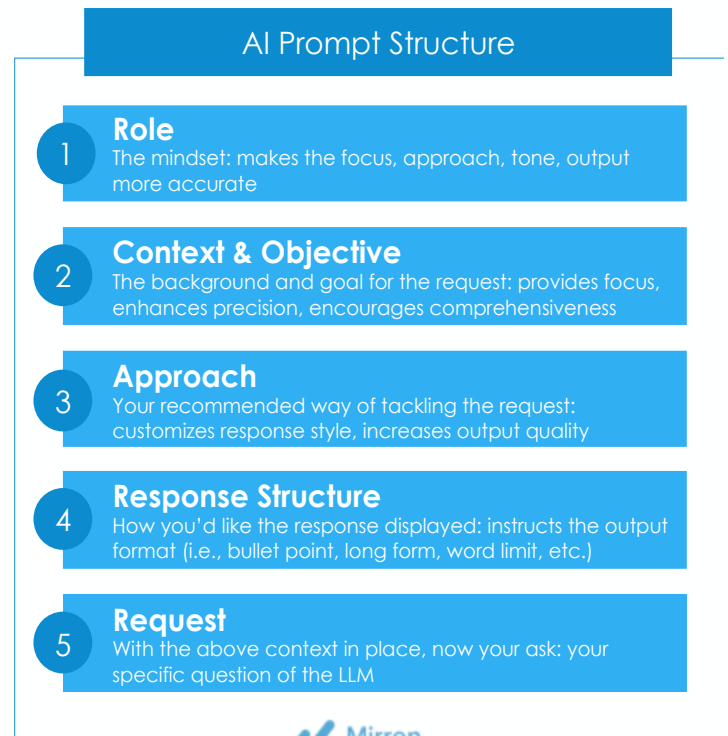 AI Prompt Structure
1
Role
The mindset: makes the focus, approach, tone, output
more accurate
2
Context & Objective
The background and goal for the request: provides focus,
enhances precision, encourages comprehensiveness
3
Approach
Your recommended way of tackling the request:
customizes response style, increases output quality
4
Response Structure
How you’d like the response displayed: instructs the output
format (i.e., bullet point, long form, word limit, etc.)
5
Request
With the above context in place, now your ask: your
specific question of the LLM
Mirren